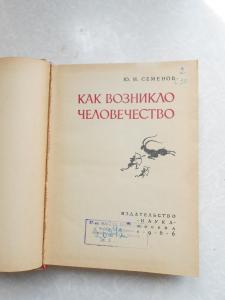 Ю. И. СЕМЕНОВ
КАК ВОЗНИКЛО
ЧЕЛОВЕЧЕСТВО
ИЗДАТЕЛЬСТВО
«НАУКА»
МОСКВА
1966